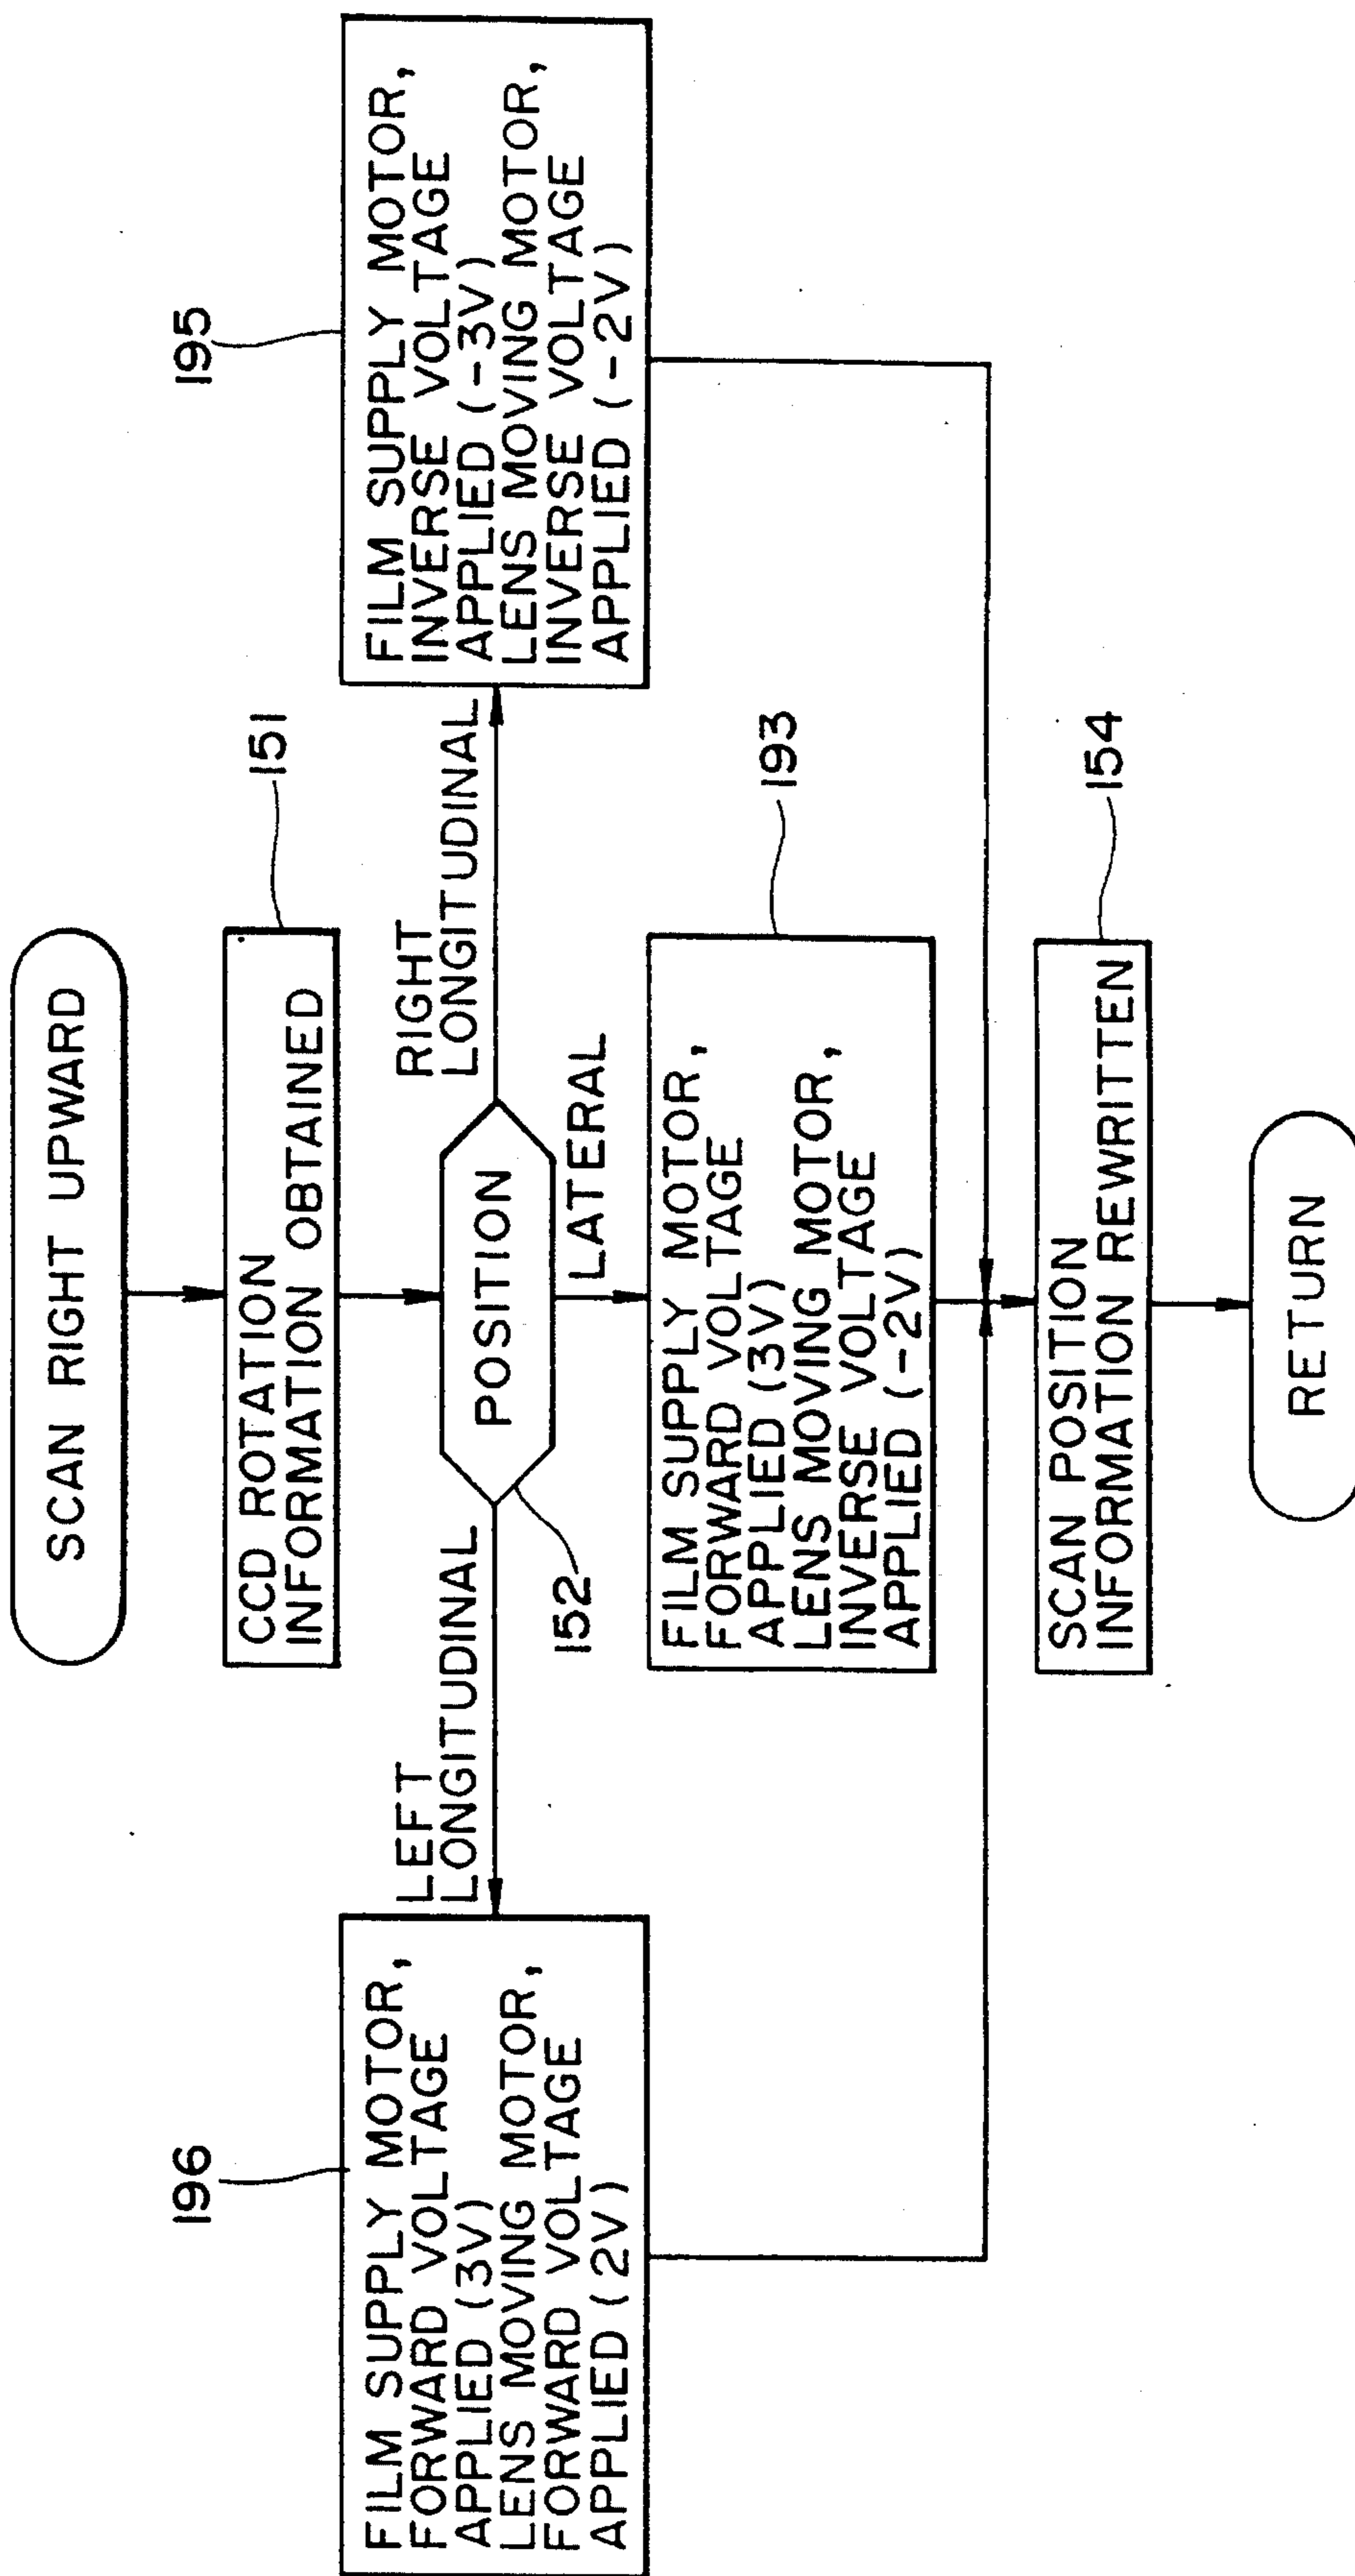 SCAN RIGHT UPWARD
151
CCD ROTATION
INFORMATION OBTAINED
152
POSITION
LEFT
LONGITUDINAL
RIGHT
LONGITUDINAL
LATERAL
196
FILM SUPPLY MOTOR,
FORWARD VOLTAGE
APPLIED (3V)
LENS MOVING MOTOR,
FORWARD VOLTAGE
APPLIED (2V)
193
FILM SUPPLY MOTOR,
FORWARD VOLTAGE
APPLIED (3V)
LENS MOVING MOTOR,
INVERSE VOLTAGE
APPLIED (-2V)
195
FILM SUPPLY MOTOR,
INVERSE VOLTAGE
APPLIED (-3V)
LENS MOVING MOTOR,
INVERSE VOLTAGE
APPLIED (-2V)
154
SCAN POSITION
INFORMATION REWRITTEN
RETURN